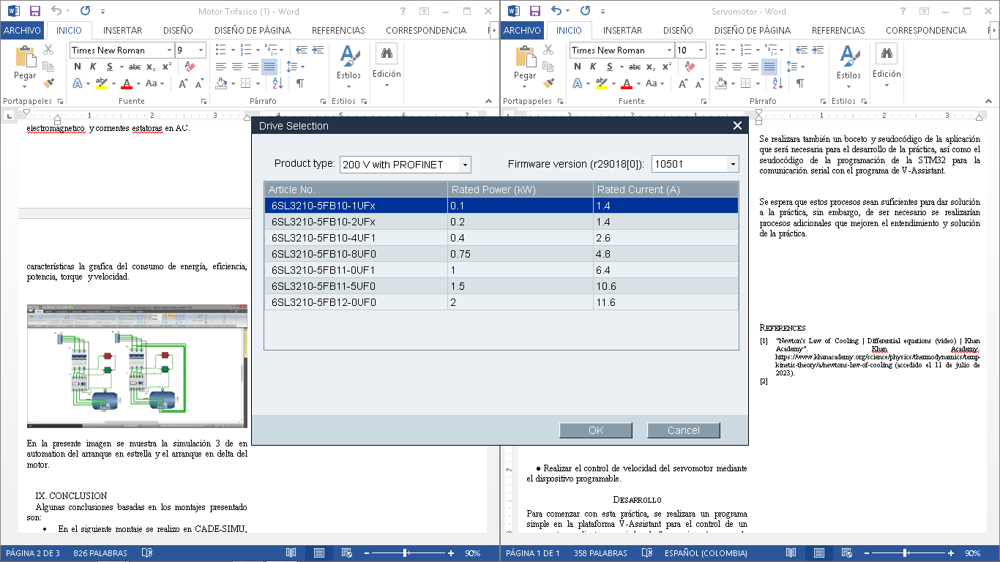 Motor Trifasico (1) - Word
ARCHIVO INICIO INSERTAR DISEÑO DISEÑO DE PÁGINA REFERENCIAS CORRESPONDENCIA
Times New Roman 9
Pegar
Estilos
Edición
Portapapeles Fuente Párrafo Estilos
1 2 3 7
electromagnetico y corrientes estatoras en AC.
características la grafica del consumo de energía, eficiencia,
potencia, torque y velocidad.
En la presente imagen se muestra la simulación 3 de en
automation del arranque en estrella y el arranque en delta del
motor.
IX. CONCLUSION
Algunas conclusiones basadas en los montajes presentado
son:
• En el siguiente montaje se realizo en CADE-SIMU,
PÁGINA 2 DE 3 826 PALABRAS 90%
Servomotor - Word
ARCHIVO INICIO INSERTAR DISEÑO DISEÑO DE PÁGINA REFERENCIAS CORRESPONDENCIA
Times New Roman 10
Pegar
Estilos
Edición
Portapapeles Fuente Párrafo Estilos
1 2 3
Se realizara también un boceto y seudocódigo de la aplicación
que será necesaria para el desarrollo de la práctica, así como el
seudocódigo de la programación de la STM32 para la
comunicación serial con el programa de V-Assistant.
Se espera que estos procesos sean suficientes para dar solución
a la práctica, sin embargo, de ser necesario se realizarían
procesos adicionales que mejoren el entendimiento y solución
de la práctica.
REFERENCES
[1] "Newton's Law of Cooling | Differential equations (video) | Khan
Academy". Khan Academy.
https://www.khanacademy.org/science/physics/thermodynamics/temp-
kinetic-theory/a/newtons-law-of-cooling (accedido el 11 de julio de
2023).
[2]
● Realizar el control de velocidad del servomotor mediante
el dispositivo programable.
DESARROLLO
Para comenzar con esta práctica, se realizara un programa
simple en la plataforma V-Assistant para el control de un
PÁGINA 1 DE 1 358 PALABRAS ESPAÑOL (COLOMBIA) 90%
Drive Selection
Product type: 200 V with PROFINET Firmware version (r29018[0]): 10501
Article No. Rated Power (kW) Rated Current (A)
6SL3210-5FB10-1UFx 0.1 1.4
6SL3210-5FB10-2UFx 0.2 1.4
6SL3210-5FB10-4UF1 0.4 2.6
6SL3210-5FB10-8UF0 0.75 4.8
6SL3210-5FB11-0UF1 1 6.4
6SL3210-5FB11-5UF0 1.5 10.6
6SL3210-5FB12-0UF0 2 11.6
OK Cancel